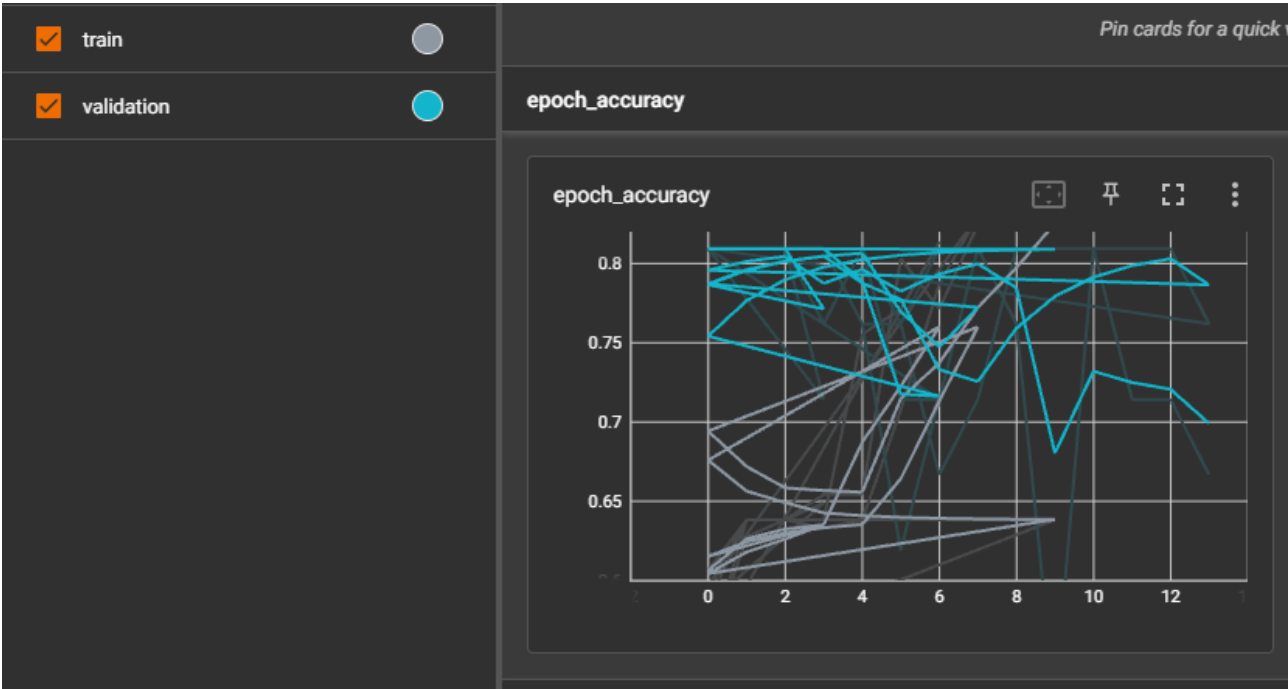 train
Pin cards for a quick
validation
epoch_accuracy
epoch_accuracy
0.8
0.75
0.7
0.65
0 2 4 6 8 10 12